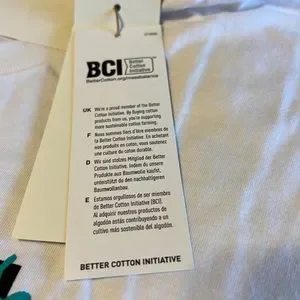 BCI
Better
Cotton
Initiative
BetterCotton.org/massbalance
UK We're a proud member of the Better
Cotton Initiative. By buying cotton
products from us, you're supporting
more sustainable cotton farming.
F Nous sommes fiers d'être membres de
la Better Cotton Initiative. En achetant
nos produits en coton, vous soutenez
une culture du coton durable.
D Wir sind stolzes Mitglied der Better
Cotton Initiative. Indem du unsere
Produkte aus Baumwolle kaufst,
unterstützt du den nachhaltigeren
Baumwollanbau.
E Estamos orgullosos de ser miembro
de Better Cotton Initiative (BCI).
Al adquirir nuestros productos de
algodón estás contribuyendo a un
cultivo más sostenible del algodón.
BETTER COTTON INITIATIVE